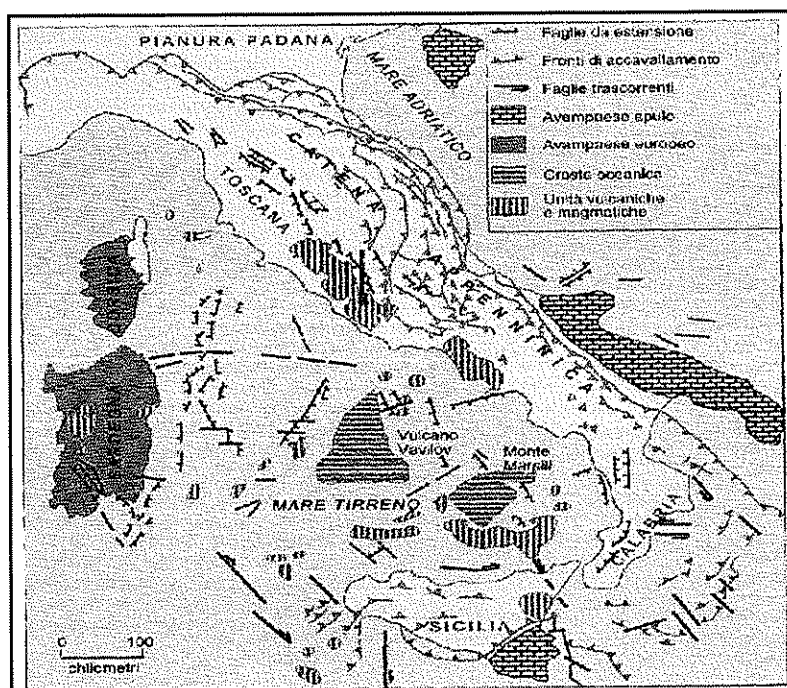 PIANURA PADANA
MARE ADRIATICO
Faglie da estensione
Fronti di accavallamento
Faglie trascorrenti
Avampaese apulo
Avampaese europeo
Crosta oceanica
Unità vulcaniche
e magmatiche
CATENA
APPENNINICA
TOSCANA
SARDEGNA
Vulcano
Vavilov
Monte
Marsili
MARE TIRRENO
CALABRIA
SICILIA
0 100
chilometri